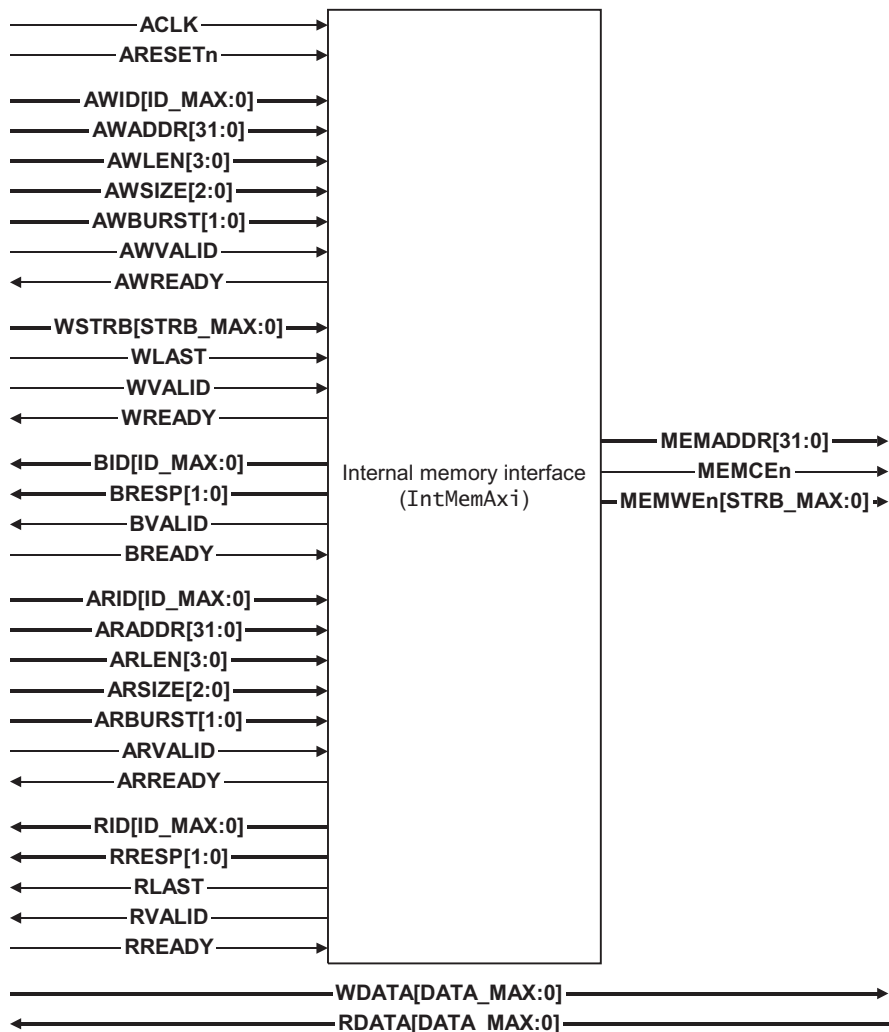 ACLK
ARESETn
AWID[ID_MAX:0]
AWADDR[31:0]
AWLEN[3:0]
AWSIZE[2:0]
AWBURST[1:0]
AWVALID
AWREADY
WSTRB[STRB_MAX:0]
WLAST
WVALID
WREADY
BID[ID_MAX:0]
BRESP[1:0]
BVALID
BREADY
ARID[ID_MAX:0]
ARADDR[31:0]
ARLEN[3:0]
ARSIZE[2:0]
ARBURST[1:0]
ARVALID
ARREADY
RID[ID_MAX:0]
RRESP[1:0]
RLAST
RVALID
RREADY
Internal memory interface
(IntMemAxi)
MEMADDR[31:0]
MEMCEn
MEMWEn[STRB_MAX:0]
WDATA[DATA_MAX:0]
RDATA[DATA_MAX:0]